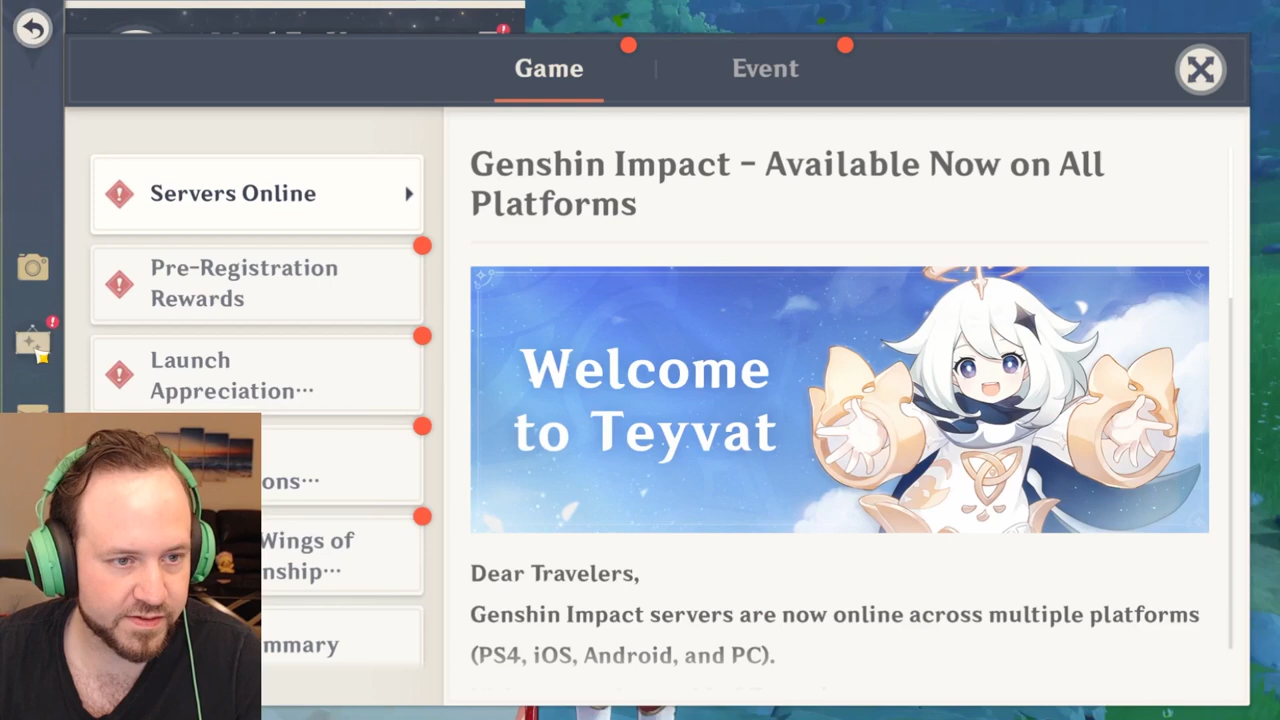 Game
Event
Servers Online
Pre-Registration
Rewards
Launch
Appreciation···
ons···
Wings of
nship···
mmary
Genshin Impact – Available Now on All
Platforms
Welcome
to Teyvat
Dear Travelers,
Genshin Impact servers are now online across multiple platforms
(PS4, iOS, Android, and PC).